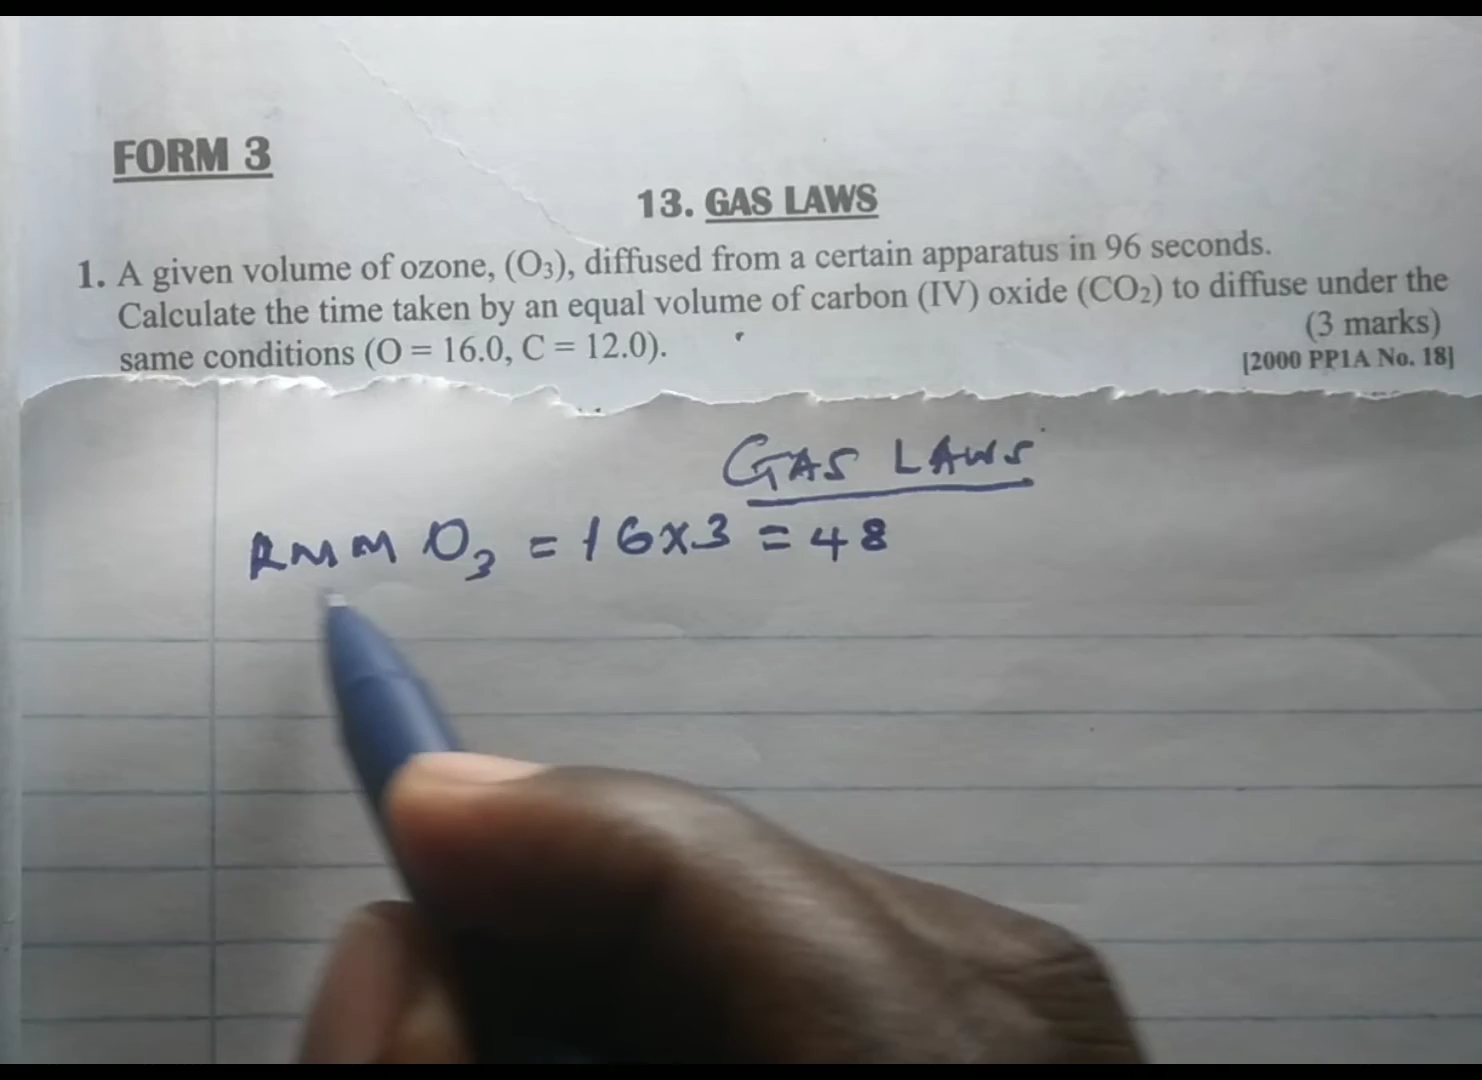 FORM 3
13. GAS LAWS
1. A given volume of ozone, (O₃), diffused from a certain apparatus in 96 seconds.
Calculate the time taken by an equal volume of carbon (IV) oxide (CO₂) to diffuse under the
same conditions (O = 16.0, C = 12.0).
(3 marks)
[2000 PP1A No. 18]
GAS LAWS
RMM O₃ = 16x3 = 48